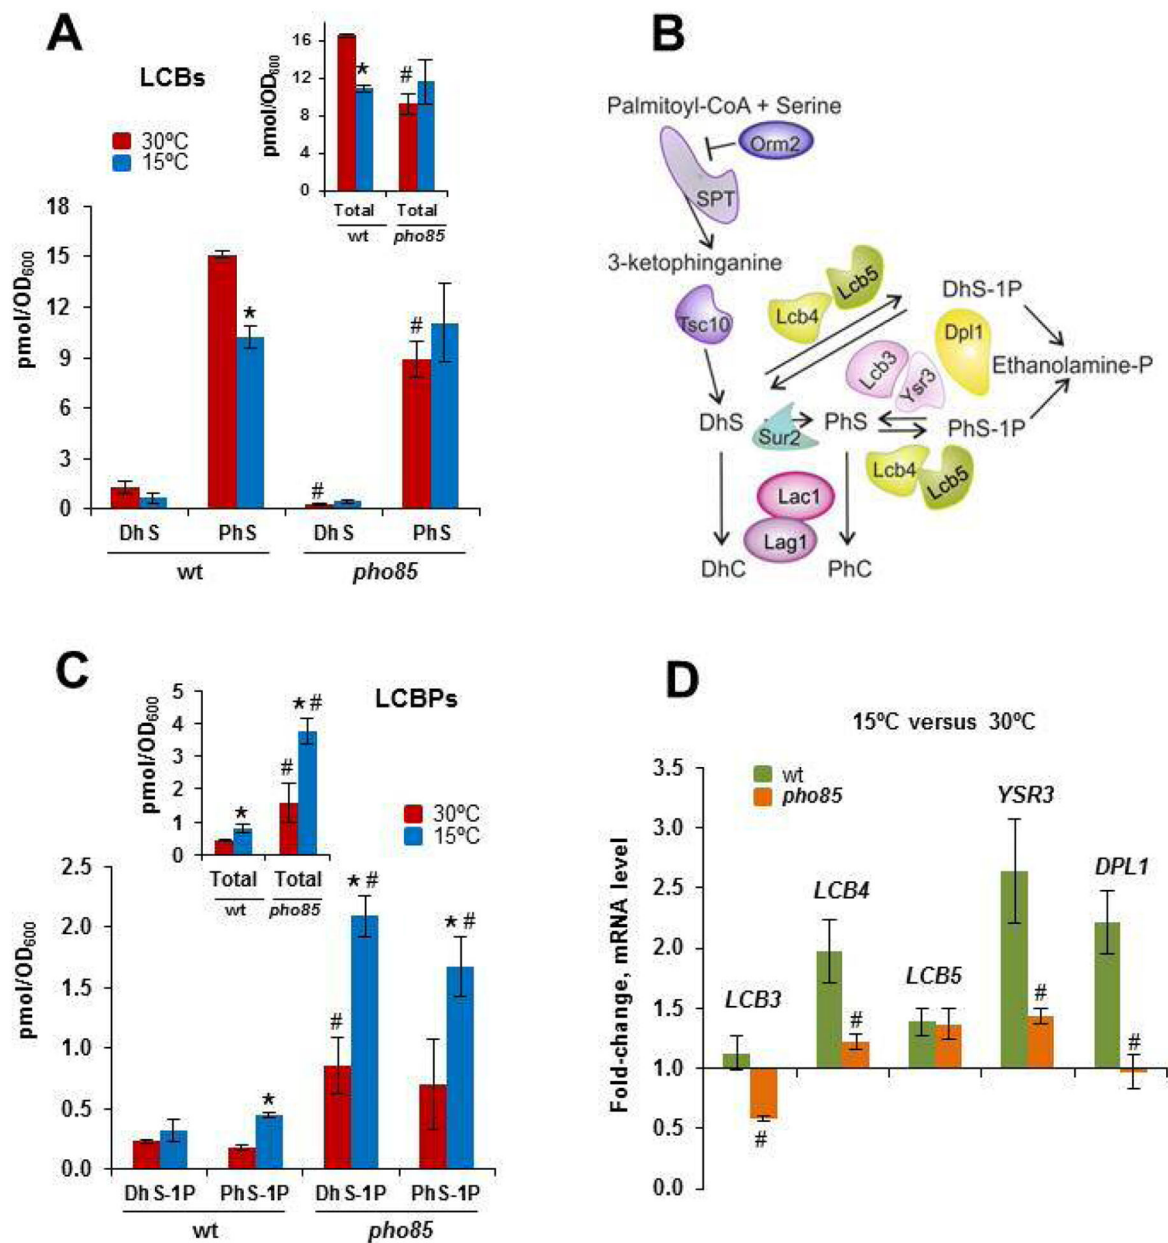 A
LCBs
30ºC
15ºC
pmol/OD600
16
12
8
4
0
*
#
Total
Total
wt
pho85
pmol/OD600
18
15
12
9
6
3
0
*
#
#
DhS
PhS
DhS
PhS
wt
pho85
B
Palmitoyl-CoA + Serine
Orm2
SPT
3-ketophinganine
Tsc10
Lcb4
Lcb5
DhS-1P
Dpl1
Lcb3
Ysr3
Ethanolamine-P
DhS
Sur2
PhS
PhS-1P
Lcb4
Lcb5
Lac1
Lag1
DhC
PhC
C
LCBPs
pmol/OD600
5
4
3
2
1
0
*
#
* #
Total
Total
wt
pho85
30ºC
15ºC
pmol/OD600
2.5
2.0
1.5
1.0
0.5
0.0
*
#
* #
* #
DhS-1P
PhS-1P
DhS-1P
PhS-1P
wt
pho85
D
15ºC versus 30ºC
wt
pho85
Fold-change, mRNA level
3.5
3.0
2.5
2.0
1.5
1.0
0.5
0.0
LCB3
LCB4
LCB5
YSR3
DPL1
#
#
#
#